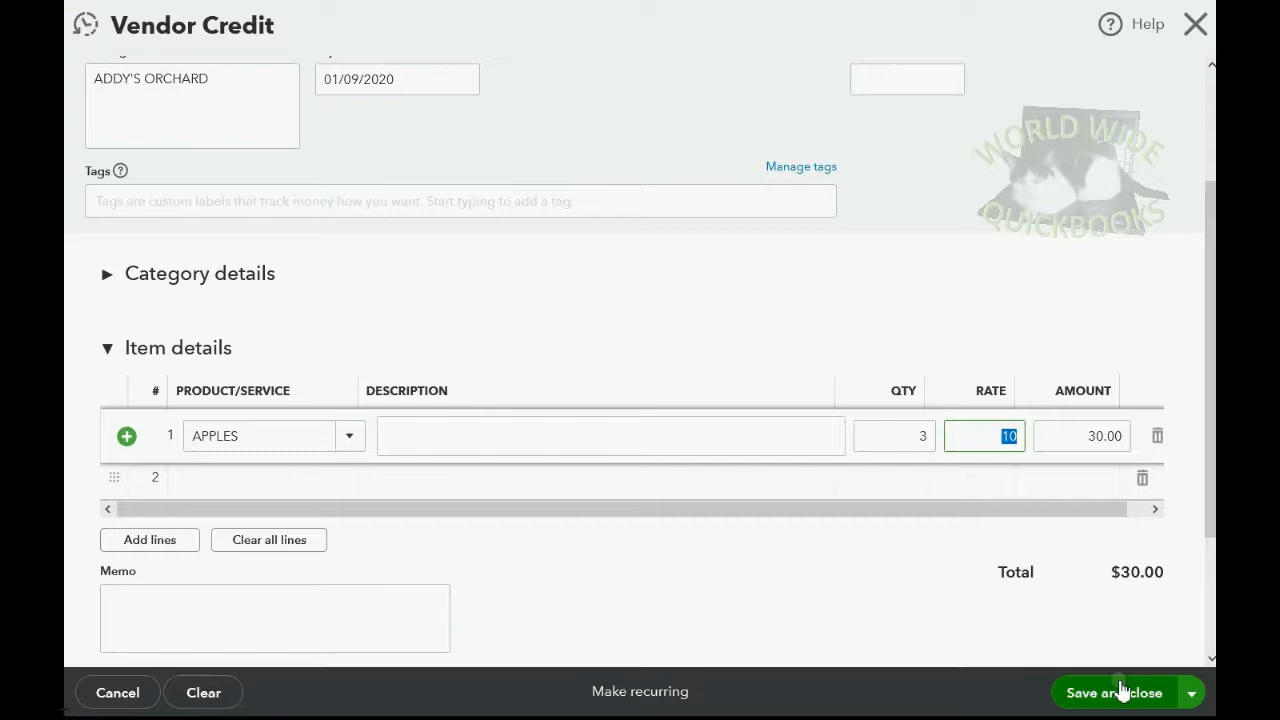 Vendor Credit
? Help
ADDY'S ORCHARD
01/09/2020
WORLD WIDE
QUICKBOOKS
Tags ?
Manage tags
Tags are custom labels that track money how you want. Start typing to add a tag.
Category details
Item details
# PRODUCT/SERVICE DESCRIPTION QTY RATE AMOUNT
1 APPLES 3 10 30.00
2
Add lines Clear all lines
Memo
Total $30.00
Cancel Clear Make recurring Save and close